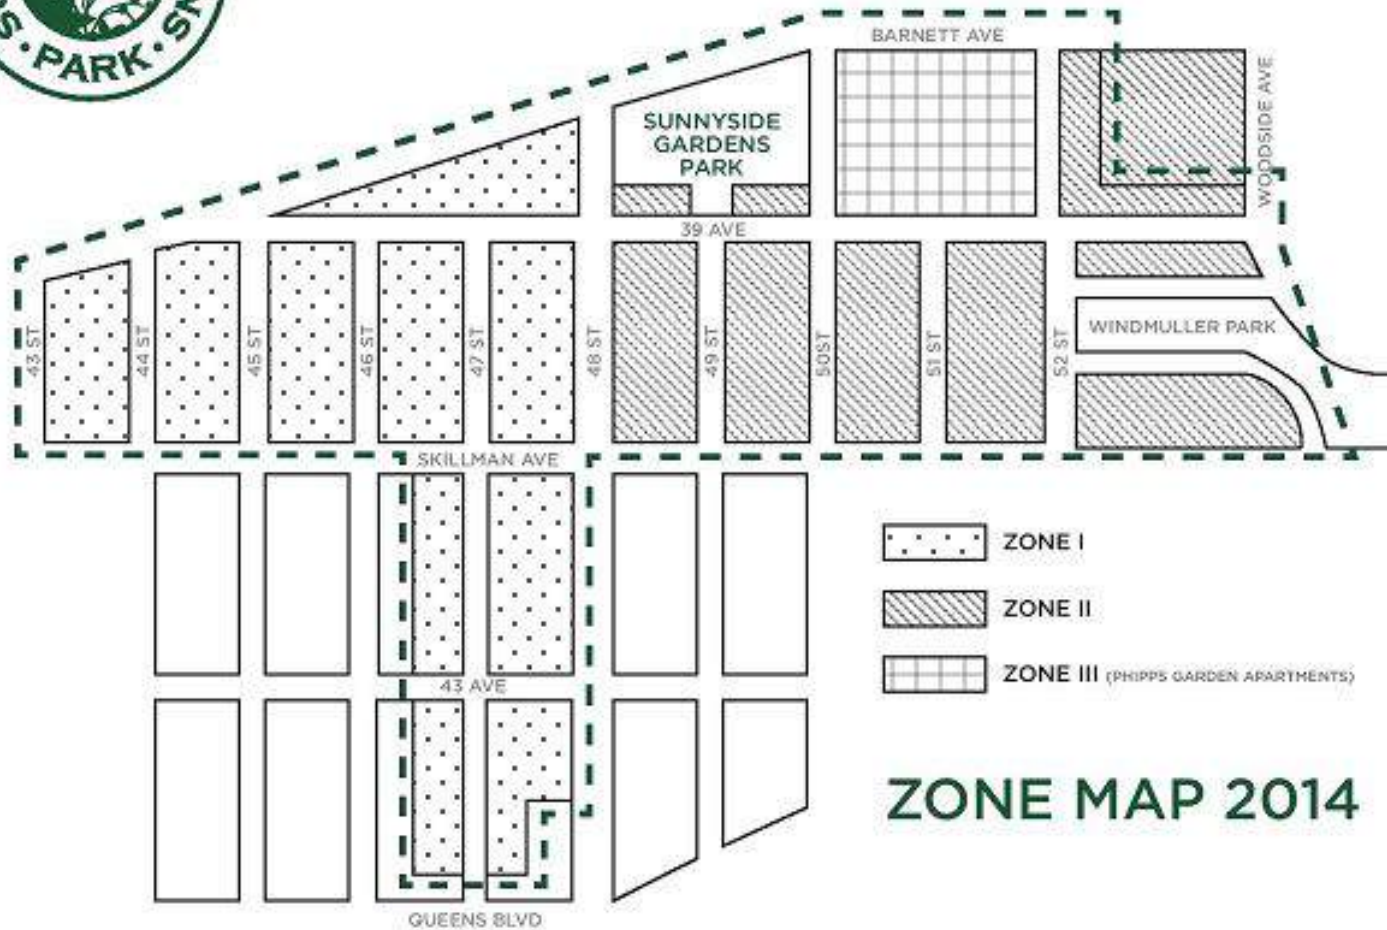 · PARK ·
BARNETT AVE
WOODSIDE AVE
SUNNYSIDE
GARDENS
PARK
39 AVE
43 ST
44 ST
45 ST
46 ST
47 ST
48 ST
49 ST
50ST
51 ST
52 ST
WINDMULLER PARK
SKILLMAN AVE
ZONE I
ZONE II
43 AVE
ZONE III (PHIPPS GARDEN APARTMENTS)
ZONE MAP 2014
QUEENS BLVD